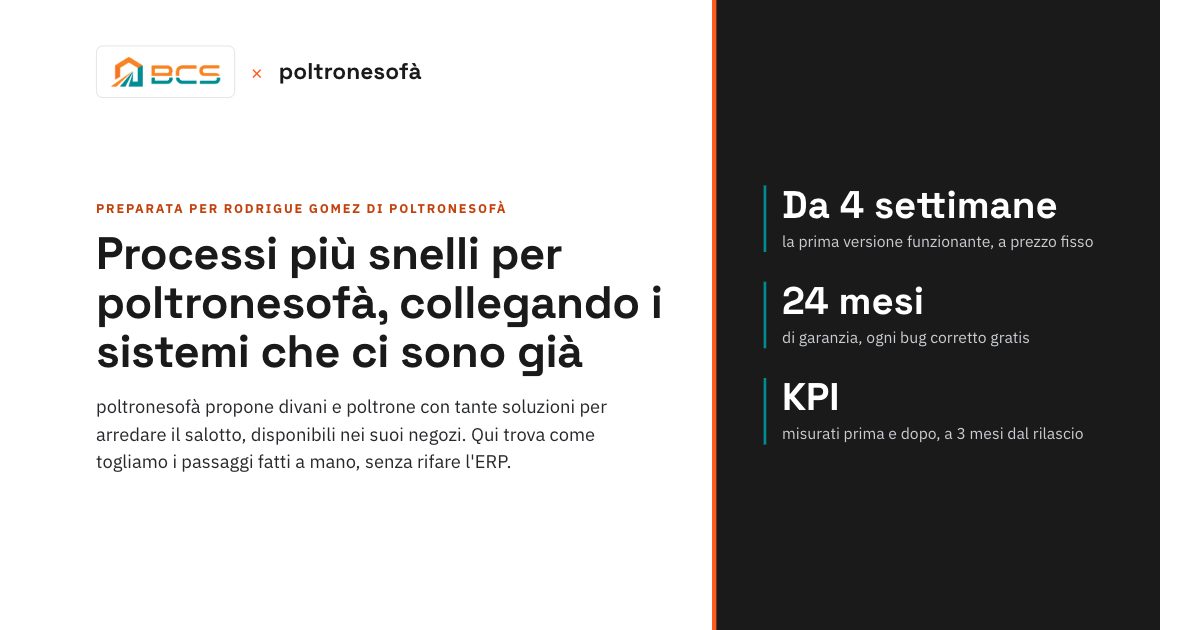 BCS × poltronesofà
PREPARATA PER RODRIGUE GOMEZ DI POLTRONESOFÀ
Processi più snelli per
poltronesofà, collegando i
sistemi che ci sono già
poltronesofà propone divani e poltrone con tante soluzioni per
arredare il salotto, disponibili nei suoi negozi. Qui trova come
togliamo i passaggi fatti a mano, senza rifare l'ERP.
Da 4 settimane
la prima versione funzionante, a prezzo fisso
24 mesi
di garanzia, ogni bug corretto gratis
KPI
misurati prima e dopo, a 3 mesi dal rilascio